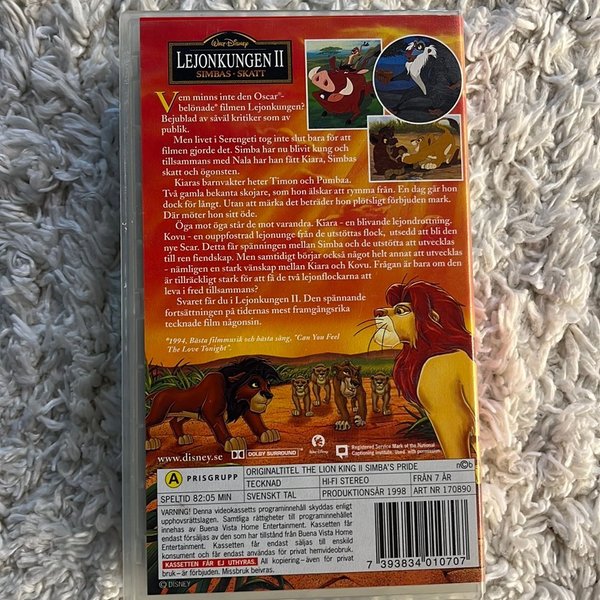 Walt Disney
LEJONKUNGEN II
SIMBAS · SKATT
Vem minns inte den Oscar®-
belönade* filmen Lejonkungen?
Bejublad av såväl kritiker som av
publik.
Men livet i Serengeti tog inte slut bara för att
filmen gjorde det. Simba har nu blivit kung och
tillsammans med Nala har han fått Kiara, Simbas
skatt och ögonsten.
Kiaras barnvakter heter Timon och Pumbaa.
Två gamla bekanta skojare, som hon älskar att rymma från. En dag går hon
dock för långt. Utan att märka det beträder hon plötsligt förbjuden mark.
Där möter hon sitt öde.
Öga mot öga står de mot varandra. Kiara - en blivande lejondrottning.
Kovu - en ouppfostrad lejonunge från de utstötta flock, utsedd att bli den
nye Scar. Detta får spänningen mellan Simba och de utstötta att utvecklas
till ren fiendskap. Men samtidigt börjar också något helt annat att utvecklas
- nämligen en stark vänskap mellan Kiara och Kovu. Frågan är bara om den
är tillräckligt stark för att få de två lejonflockarna att
leva i fred tillsammans?
Svaret får du i Lejonkungen II. Den spännande
fortsättningen på tidernas mest framgångsrika
tecknade film någonsin.
*1994, Bästa filmmusik och bästa sång, "Can You Feel
The Love Tonight".
www.disney.se
DOLBY SURROUND
Registered Service Mark of the National
Captioning Institute. Used with permission.
A PRISGRUPP
ORIGINALTITEL THE LION KING II SIMBA'S PRIDE
n©b
TECKNAD
HI-FI STEREO
FRÅN 7 ÅR
SPELTID 82:05 MIN
SVENSKT TAL
PRODUKTIONSÅR 1998
ART NR 170890
VARNING! Denna videokassetts programinnehåll skyddas enligt
upphovsrättslagen. Samtliga rättigheter till programinnehållet
innehas av Buena Vista Home Entertainment. Kassetten får
endast försäljas av den som har tillstånd från Buena Vista Home
Entertainment. Kassetten får endast säljas till enskild
konsument och får endast användas för privat hemvideobruk.
KASSETTEN FÅR EJ UTHYRAS. All kopiering - även för privat
bruk - är förbjuden. Missbruk beivras.
© DISNEY
7 393834 010707